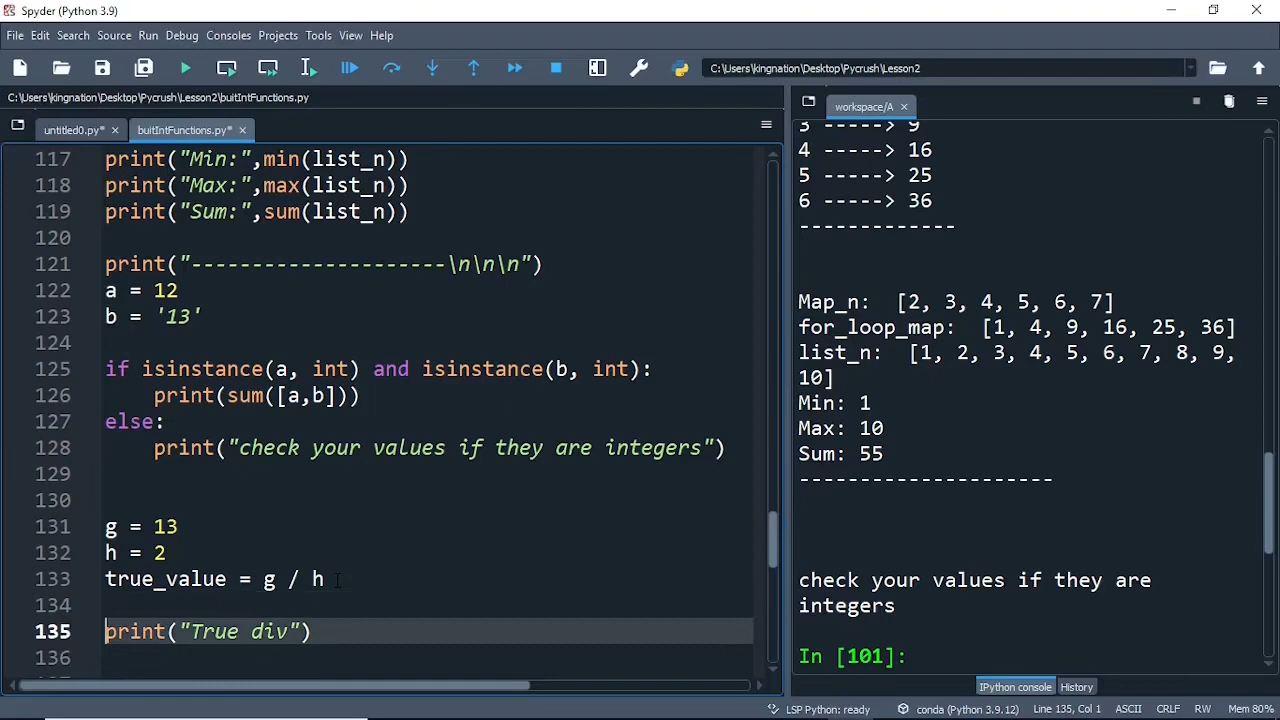 Spyder (Python 3.9)
File Edit Search Source Run Debug Consoles Projects Tools View Help
C:\Users\kingnation\Desktop\Pycrush\Lesson2
C:\Users\kingnation\Desktop\Pycrush\Lesson2\buitIntFunctions.py
untitled0.py* buitIntFunctions.py*
117 print("Min:",min(list_n))
118 print("Max:",max(list_n))
119 print("Sum:",sum(list_n))
120
121 print("---------------------\n\n\n")
122 a = 12
123 b = '13'
124
125 if isinstance(a, int) and isinstance(b, int):
126     print(sum([a,b]))
127 else:
128     print("check your values if they are integers")
129
130
131 g = 13
132 h = 2
133 true_value = g / h
134
135 print("True div")
136
workspace/A
3 -----> 9
4 -----> 16
5 -----> 25
6 -----> 36
-------------
Map_n:  [2, 3, 4, 5, 6, 7]
for_loop_map:  [1, 4, 9, 16, 25, 36]
list_n:  [1, 2, 3, 4, 5, 6, 7, 8, 9,
10]
Min: 1
Max: 10
Sum: 55
---------------------
check your values if they are
integers
In [101]:
IPython console History
LSP Python: ready conda (Python 3.9.12) Line 135, Col 1 ASCII CRLF RW Mem 80%